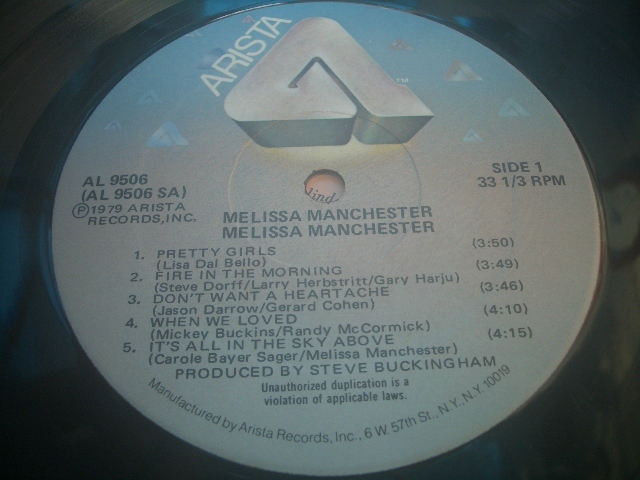 ARISTA
TM
AL 9506
(AL 9506 SA)
Ⓟ1979 ARISTA
RECORDS, INC.
SIDE 1
33 1/3 RPM
lind
MELISSA MANCHESTER
MELISSA MANCHESTER
1. PRETTY GIRLS (3:50)
(Lisa Dal Bello)
2. FIRE IN THE MORNING (3:49)
(Steve Dorff/Larry Herbstritt/Gary Harju)
3. DON'T WANT A HEARTACHE (3:46)
(Jason Darrow/Gerard Cohen)
4. WHEN WE LOVED (4:10)
(Mickey Buckins/Randy McCormick)
5. IT'S ALL IN THE SKY ABOVE (4:15)
(Carole Bayer Sager/Melissa Manchester)
PRODUCED BY STEVE BUCKINGHAM
Unauthorized duplication is a
violation of applicable laws.
Manufactured by Arista Records, Inc., 6 W. 57th St., N.Y., N.Y. 10019